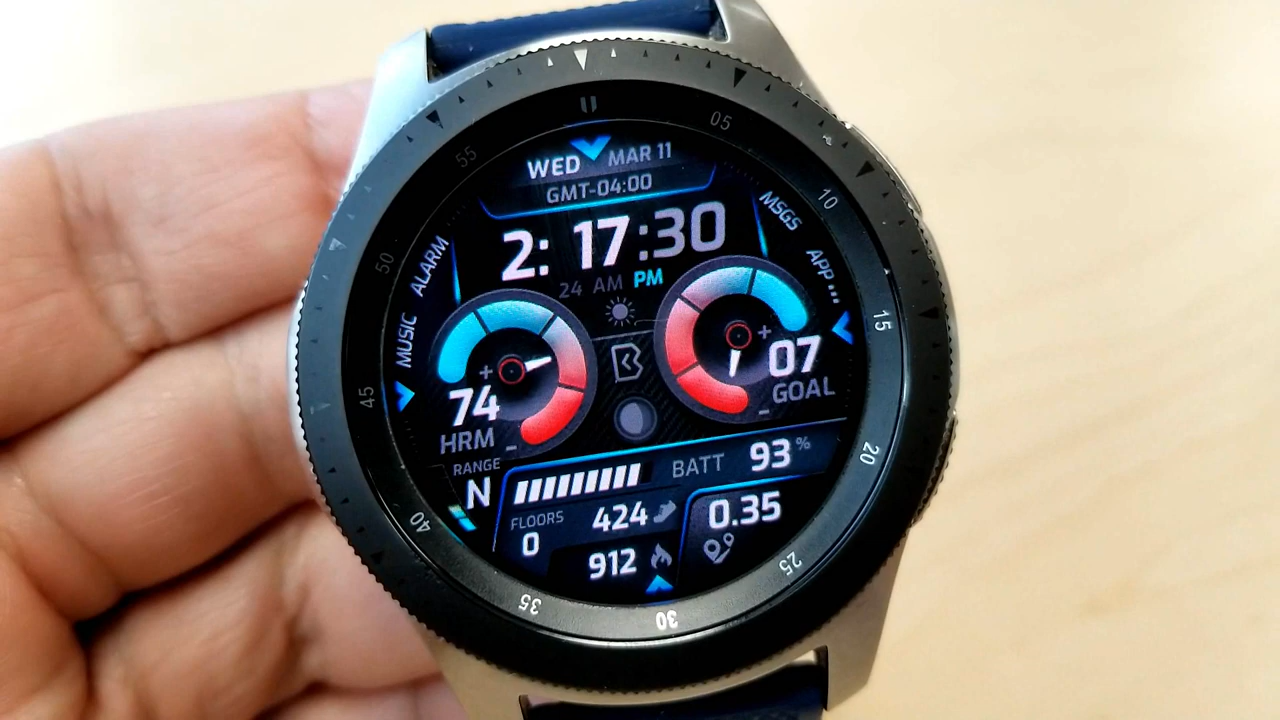 05
55
10
50
15
45
20
40
25
35
30
WED MAR 11
GMT-04:00
2: 17:30
24 AM PM
ALARM
MUSIC
MSGS
APP...
+
74
HRM
-
+
07
GOAL
-
RANGE
N
BATT 93%
FLOORS
0
424
912
0.35